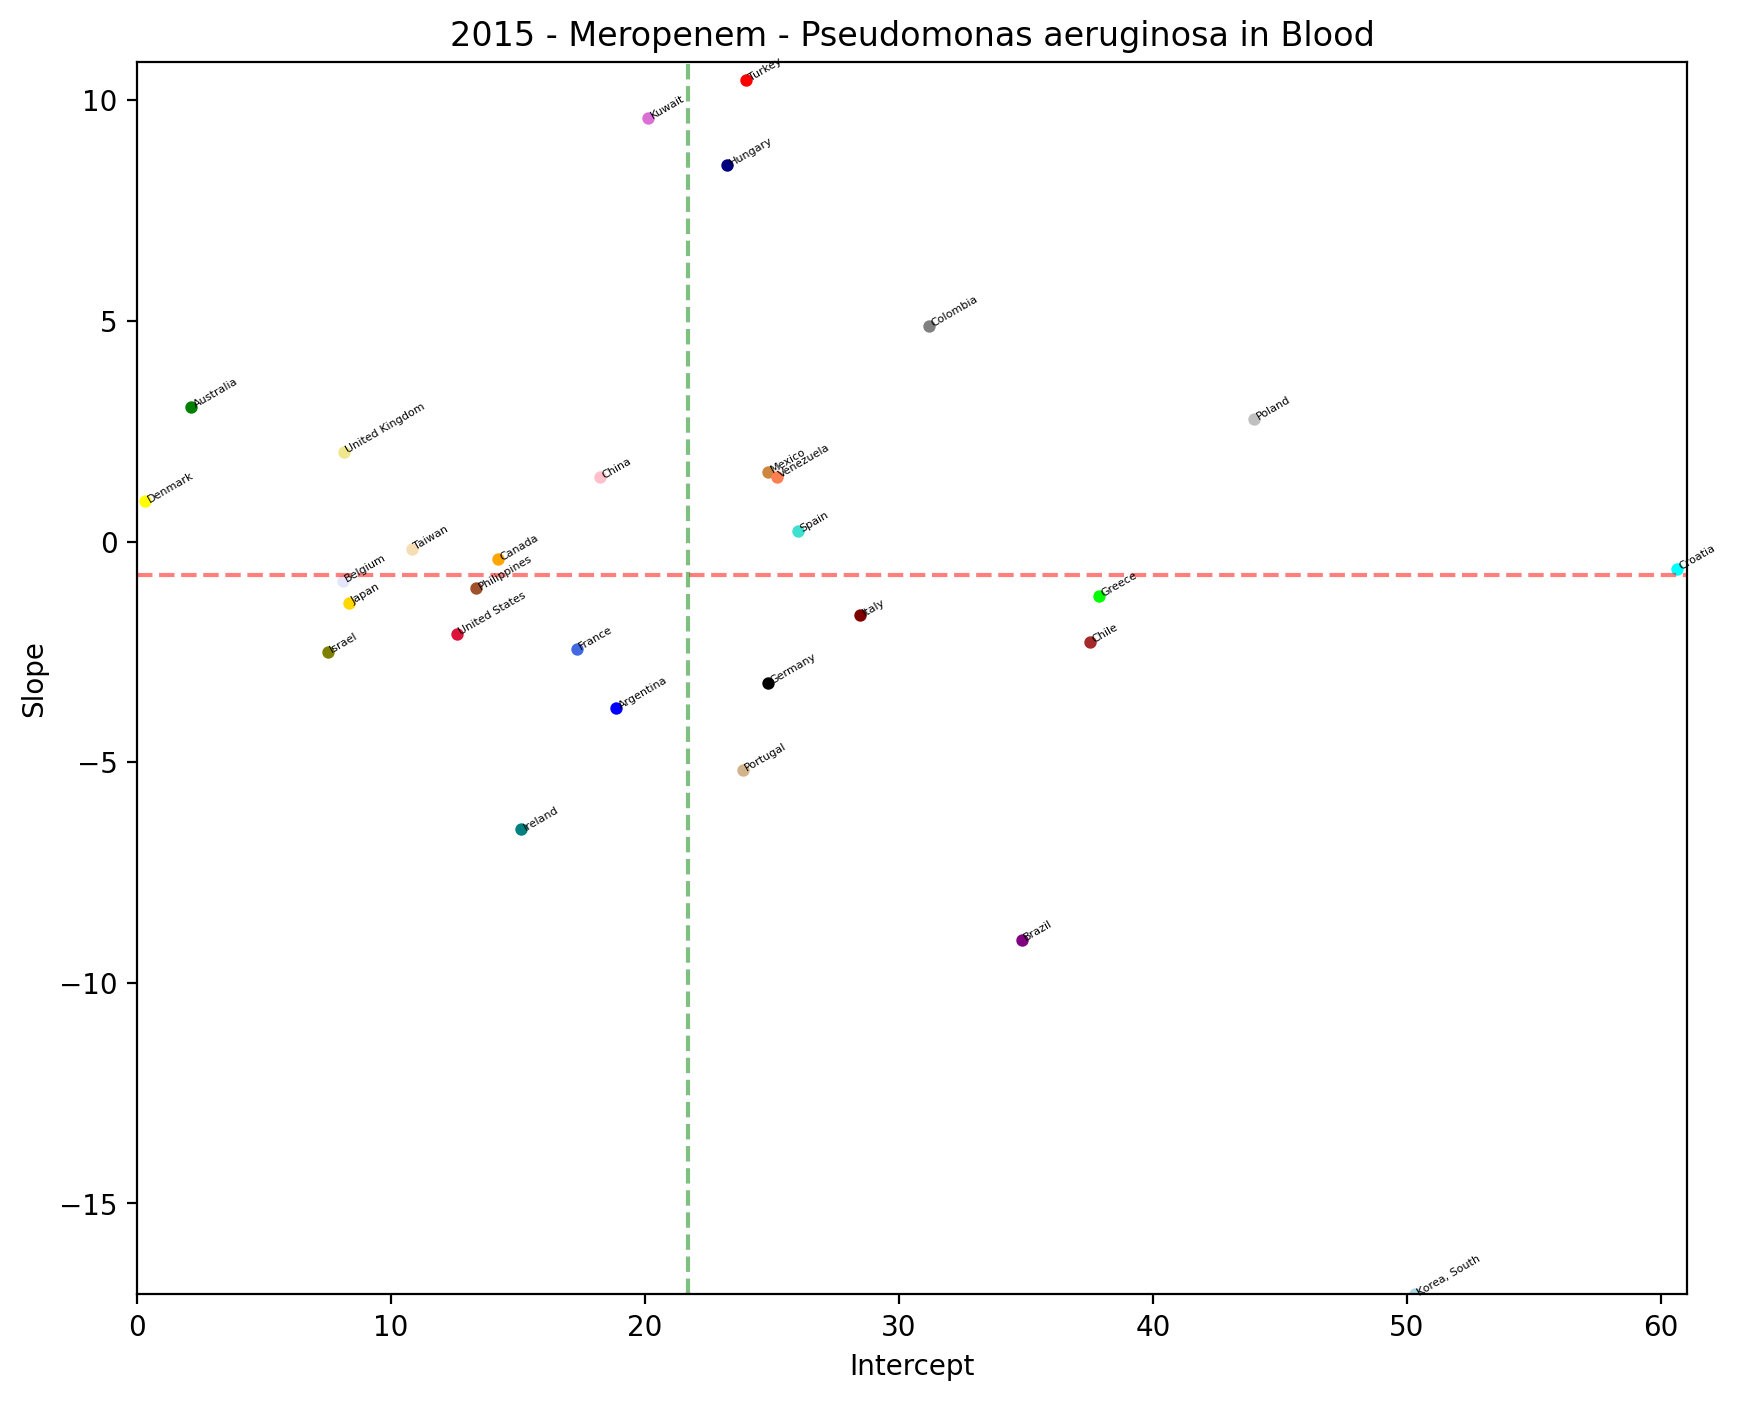 2015 - Meropenem - Pseudomonas aeruginosa in Blood
Turkey
Kuwait
Hungary
Colombia
Australia
Poland
United Kingdom
Mexico
Venezuela
China
Denmark
Spain
Taiwan
Canada
Croatia
Belgium
Philippines
Greece
Japan
Italy
United States
Chile
France
Israel
Germany
Argentina
Portugal
Ireland
Brazil
Korea, South
10
5
0
−5
−10
−15
Slope
0
10
20
30
40
50
60
Intercept